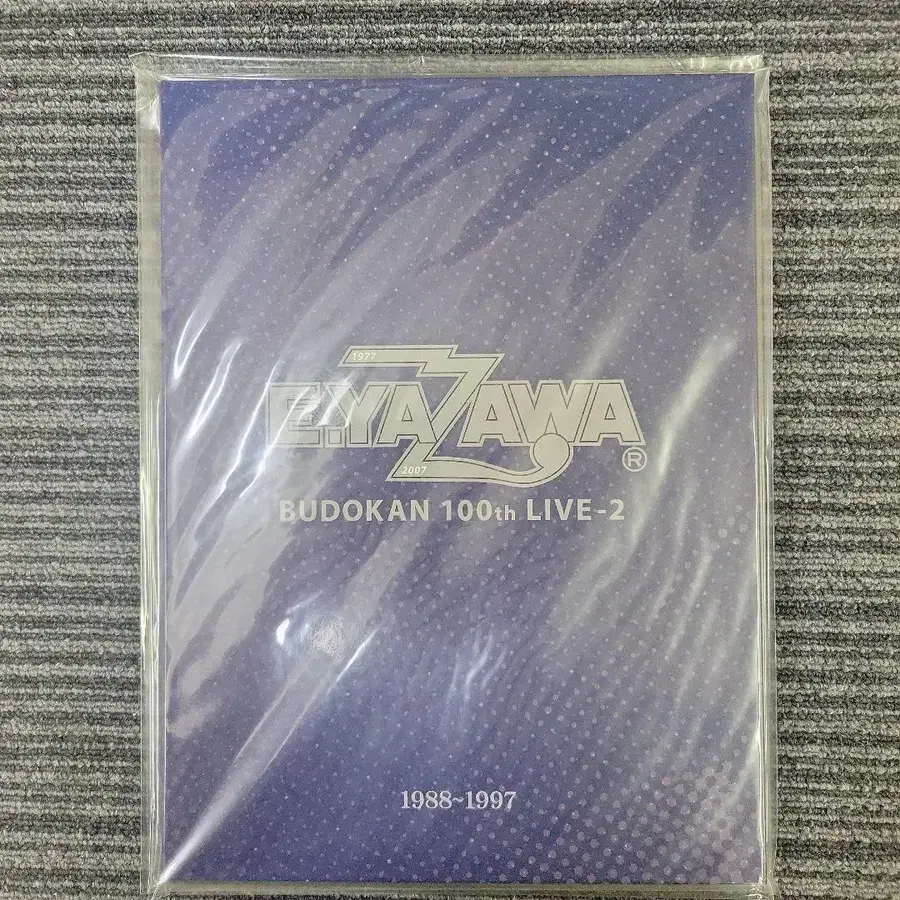 1977
E.YAZAWA
®
2007
BUDOKAN 100th LIVE-2
1988~1997